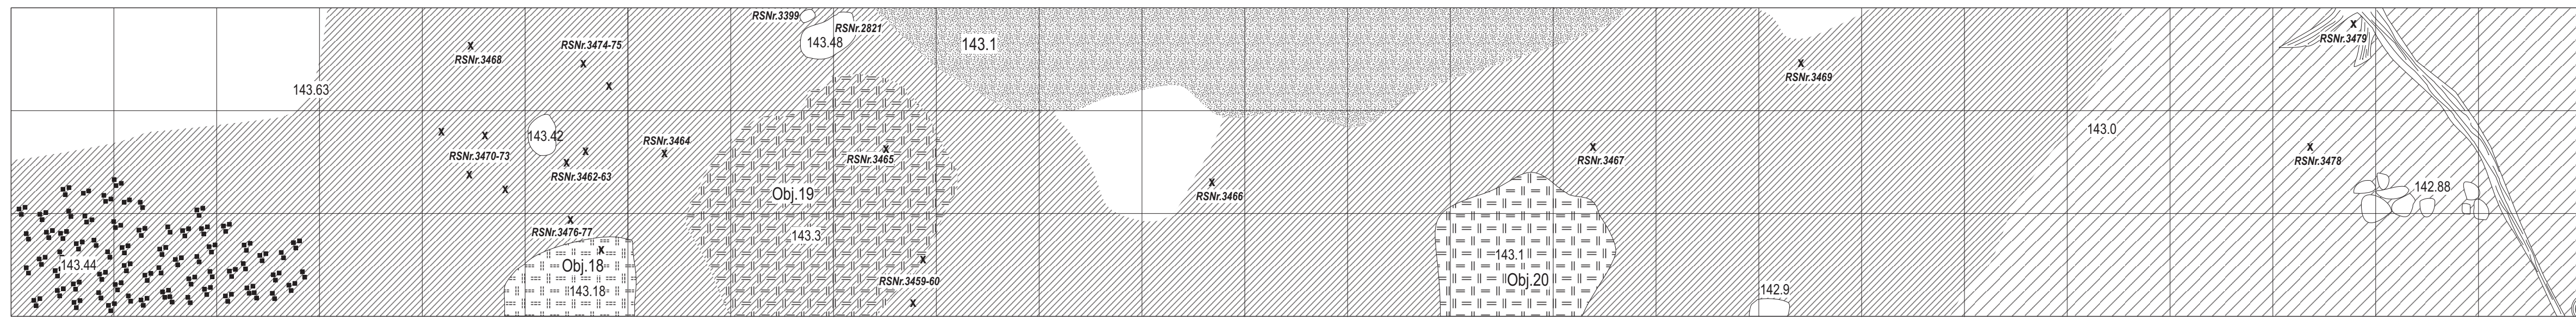 RSNr.3399
RSNr.2821
143.48
143.1
RSNr.3479
RSNr.3474-75
RSNr.3468
RSNr.3469
143.63
143.0
143.42
RSNr.3464
RSNr.3467
RSNr.3478
RSNr.3470-73
RSNr.3465
RSNr.3462-63
142.88
Obj.19
RSNr.3466
RSNr.3476-77
143.3
143.1
143.44
Obj.18
Obj.20
RSNr.3459-60
143.18
142.9